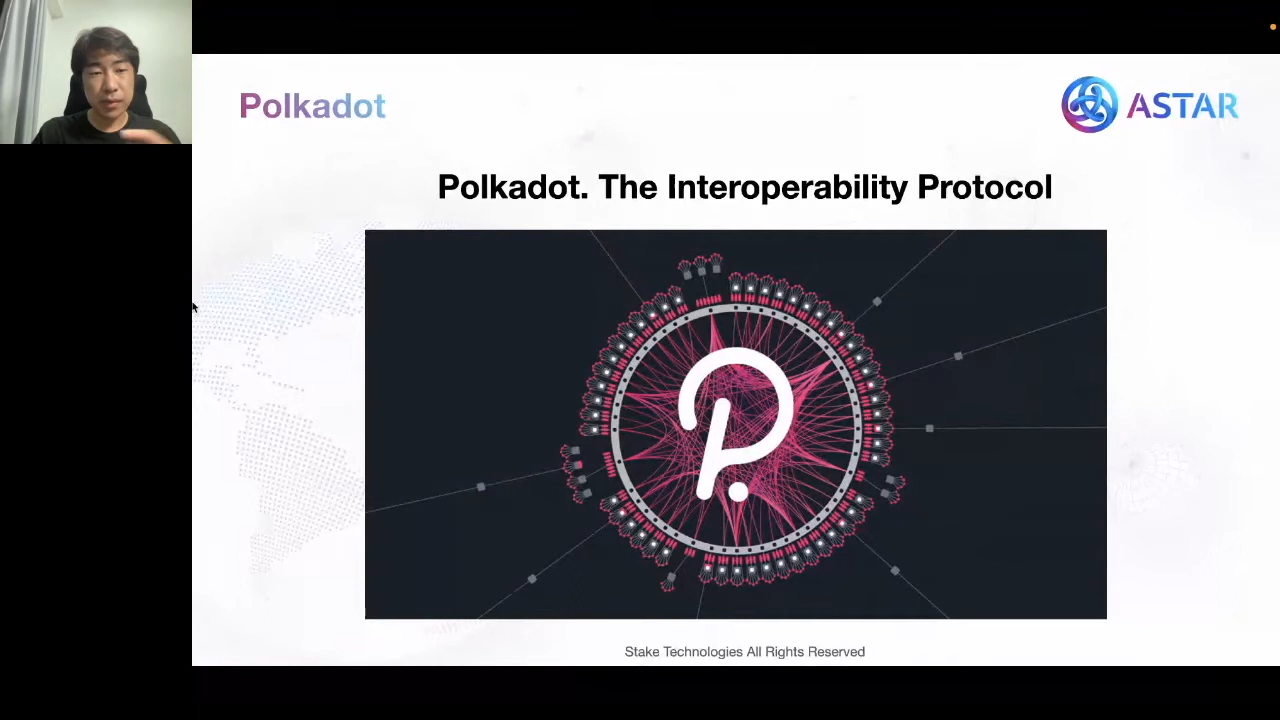 Polkadot
ASTAR
Polkadot. The Interoperability Protocol
Stake Technologies All Rights Reserved